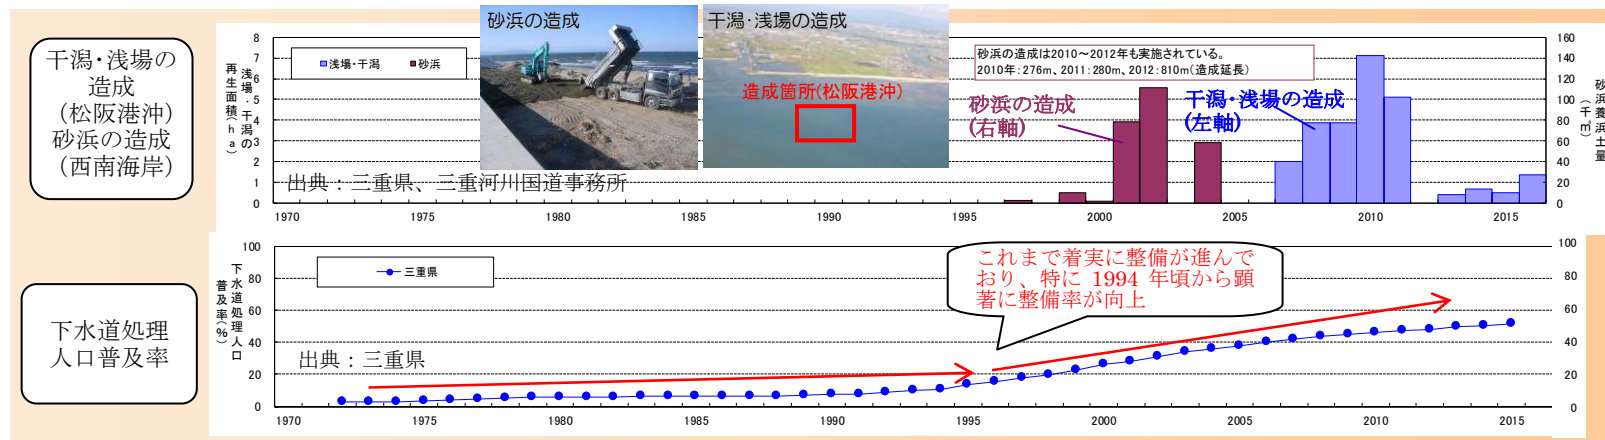 干潟・浅場の
造成
(松阪港沖)
砂浜の造成
(西南海岸)
浅場・干潟の
再生面積(ha)
8
7
6
5
4
3
2
1
0
浅場・干潟
砂浜
砂浜の造成
干潟・浅場の造成
造成箇所(松阪港沖)
砂浜の造成は2010～2012年も実施されている。
2010年:276m、2011:280m、2012:810m(造成延長)
砂浜の造成
(右軸)
干潟・浅場の造成
(左軸)
出典：三重県、三重河川国道事務所
160
140
120
100
80
60
40
20
0
砂浜養浜土量
(千㎥)
1970 1975 1980 1985 1990 1995 2000 2005 2010 2015
下水道処理
人口普及率
下水道処理人口
普及率(%)
100
80
60
40
20
0
三重県
出典：三重県
これまで着実に整備が進んで
おり、特に 1994 年頃から顕
著に整備率が向上
100
80
60
40
20
0
1970 1975 1980 1985 1990 1995 2000 2005 2010 2015